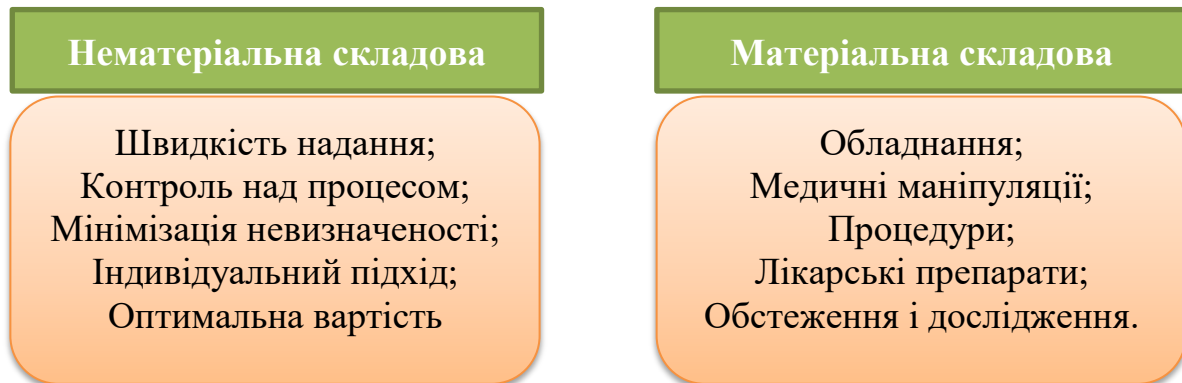 Нематеріальна складова
Швидкість надання;
Контроль над процесом;
Мінімізація невизначеності;
Індивідуальний підхід;
Оптимальна вартість
Матеріальна складова
Обладнання;
Медичні маніпуляції;
Процедури;
Лікарські препарати;
Обстеження і дослідження.